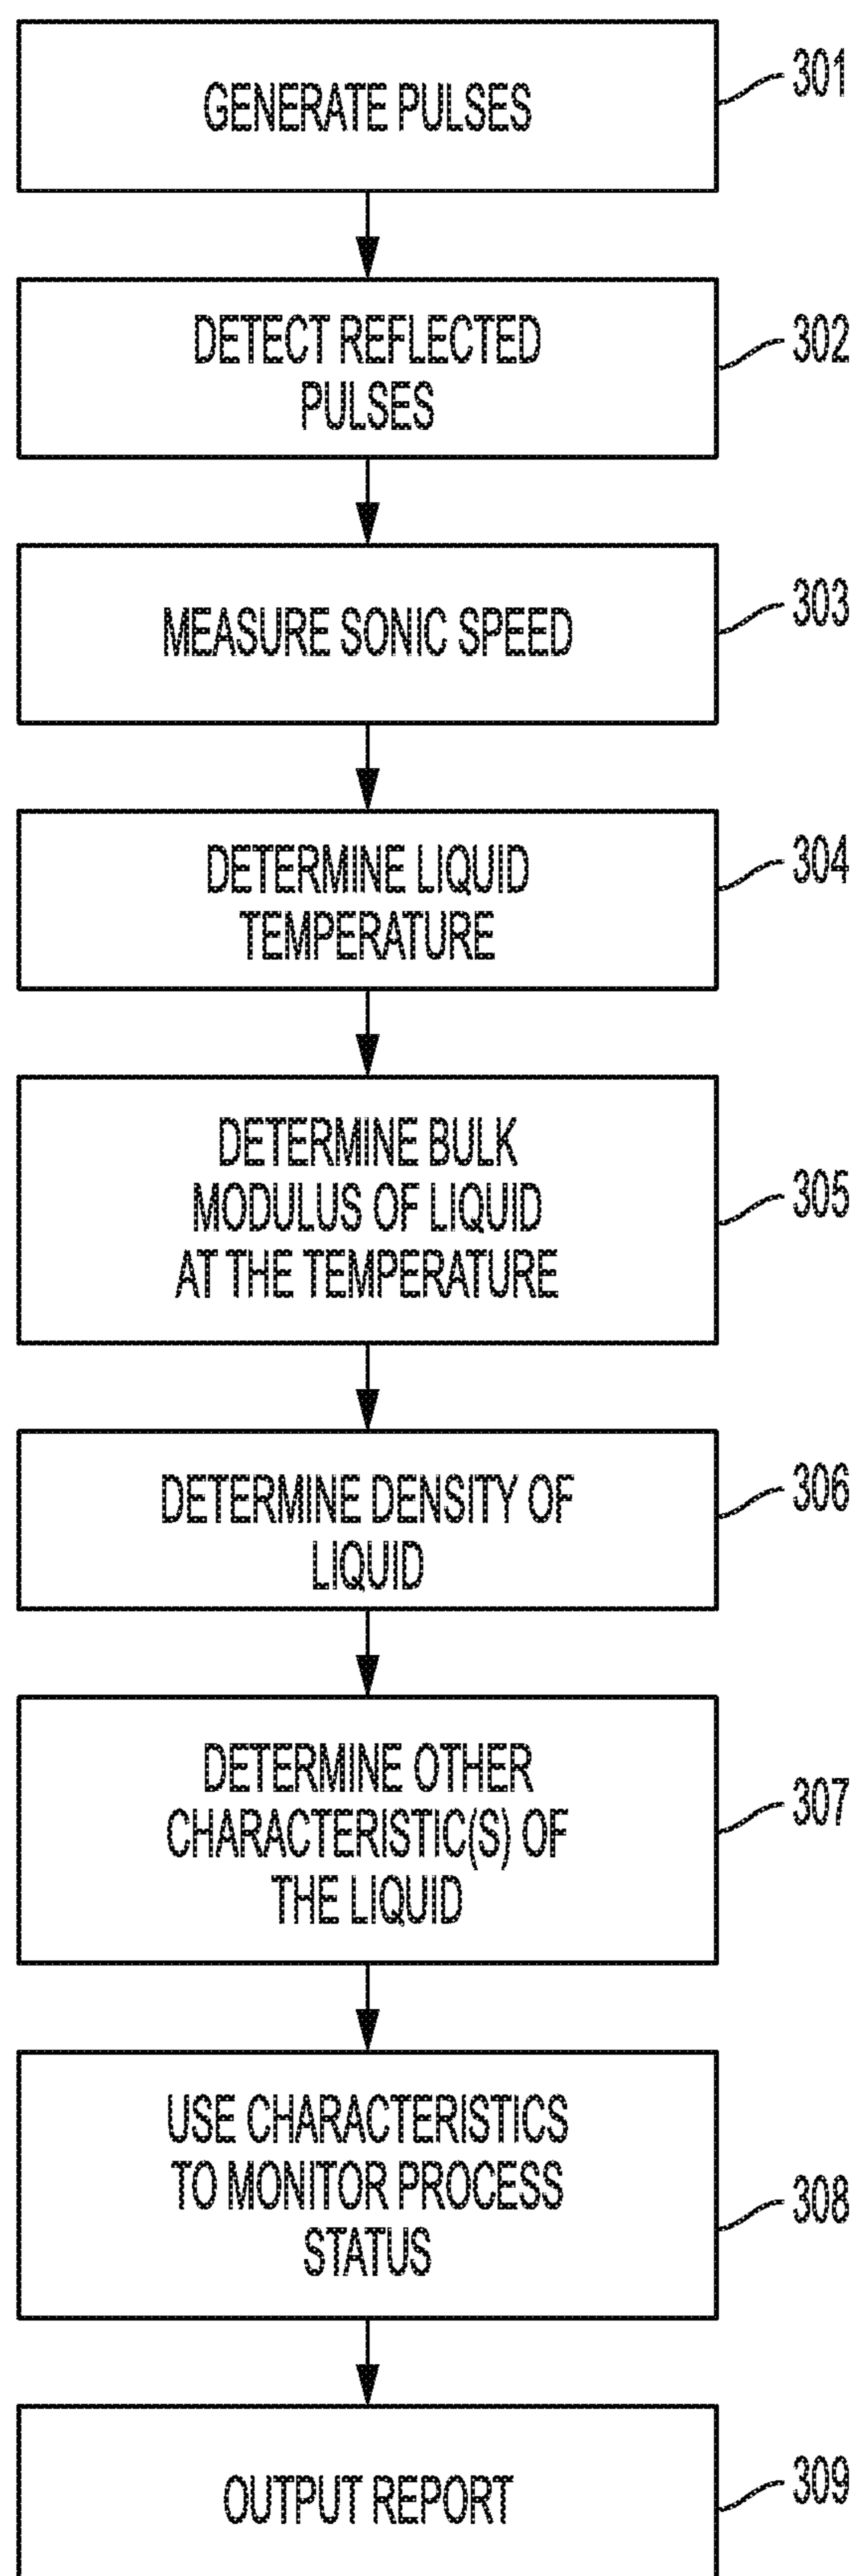 GENERATE PULSES
301
DETECT REFLECTED
PULSES
302
MEASURE SONIC SPEED
303
DETERMINE LIQUID
TEMPERATURE
304
DETERMINE BULK
MODULUS OF LIQUID
AT THE TEMPERATURE
305
DETERMINE DENSITY OF
LIQUID
306
DETERMINE OTHER
CHARACTERISTIC(S) OF
THE LIQUID
307
USE CHARACTERISTICS
TO MONITOR PROCESS
STATUS
308
OUTPUT REPORT
309